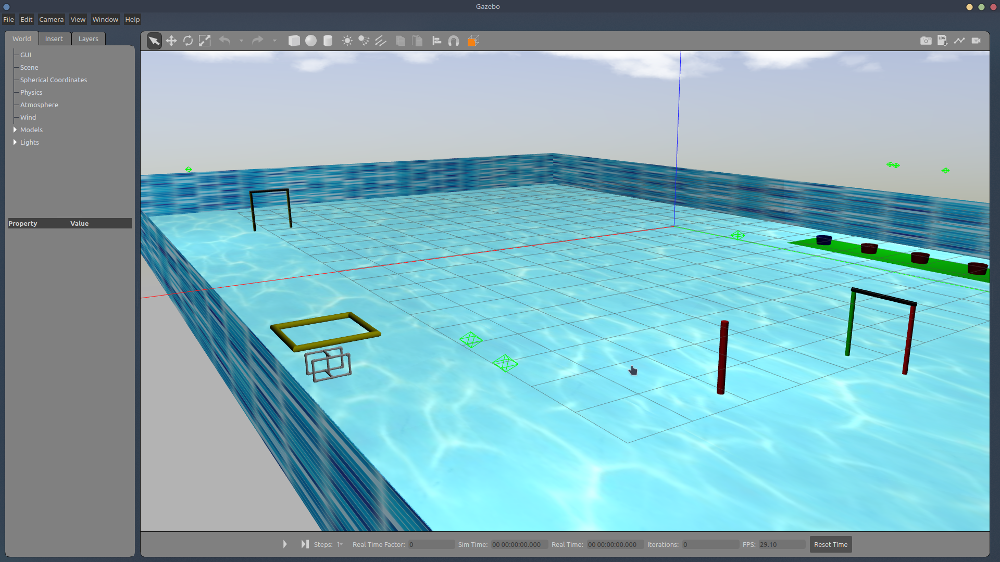 Gazebo
File Edit Camera View Window Help
World Insert Layers
LOG
GUI
Scene
Spherical Coordinates
Physics
Atmosphere
Wind
Models
Lights
Property Value
Steps: 1 Real Time Factor: 0 Sim Time: 00 00:00:00.000 Real Time: 00 00:00:00.000 Iterations: 0 FPS: 29.10 Reset Time